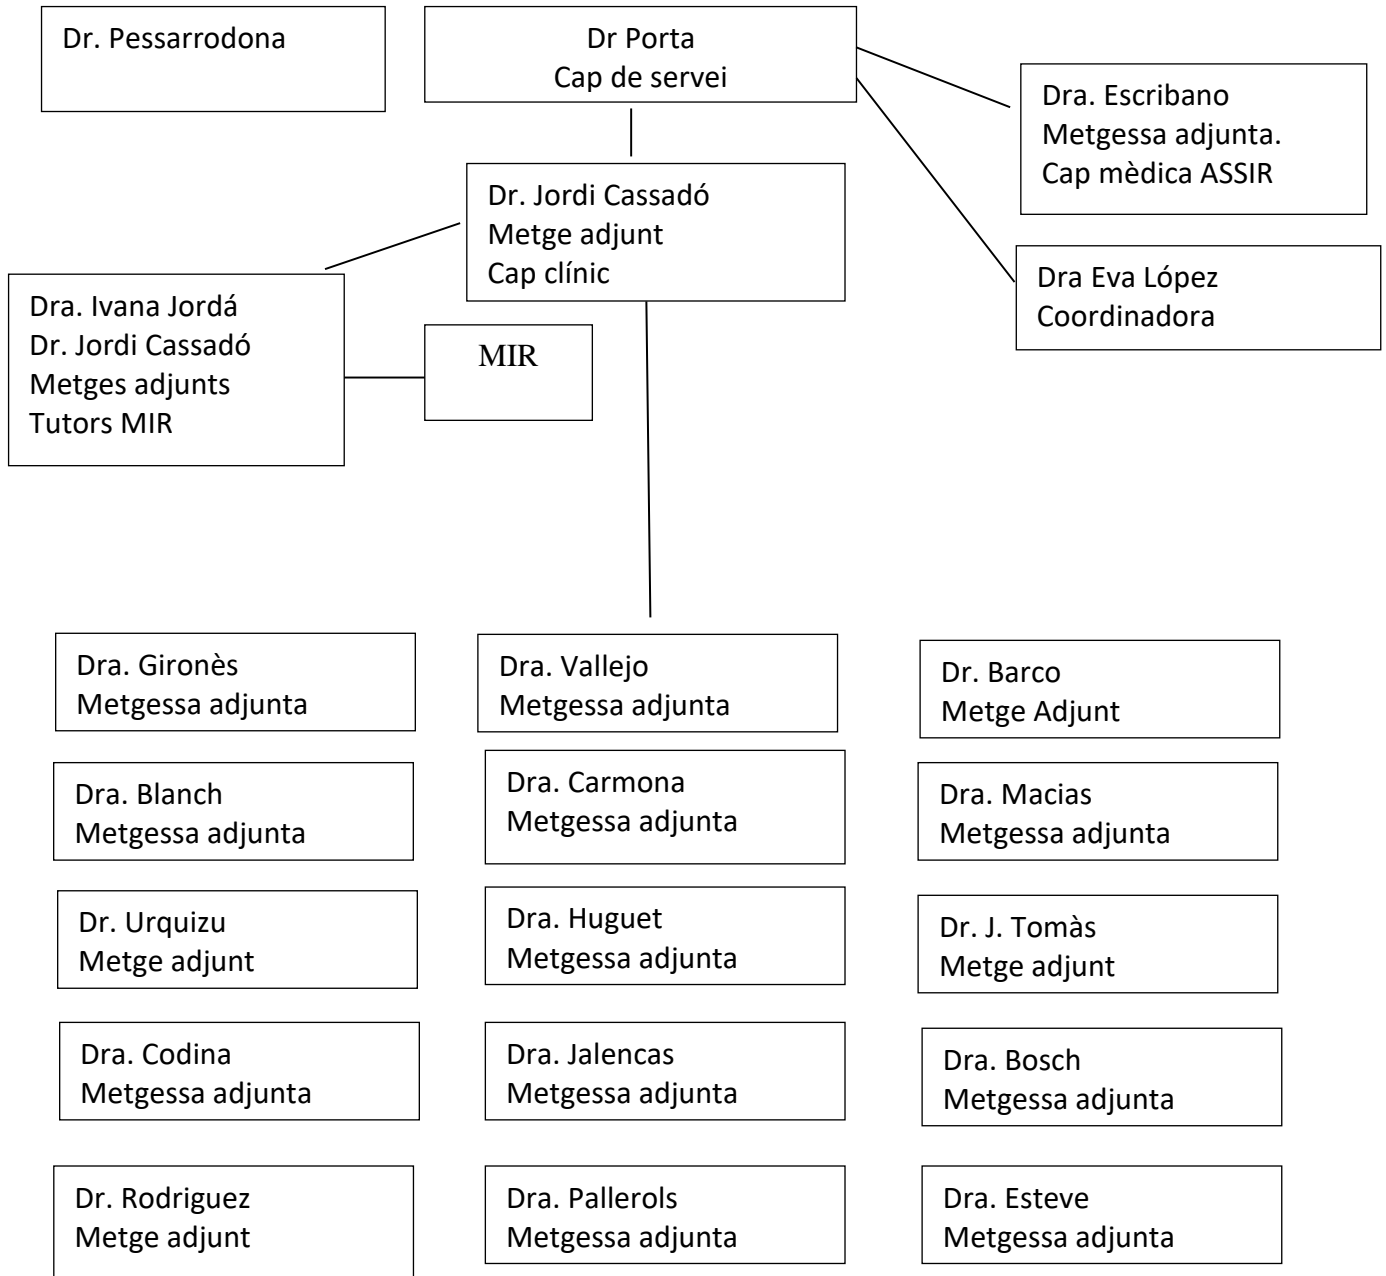 Dr. Pessarrodona
Dr Porta
Cap de servei
Dra. Escribano
Metgessa adjunta.
Cap mèdica ASSIR
Dr. Jordi Cassadó
Metge adjunt
Cap clínic
Dra Eva López
Coordinadora
Dra. Ivana Jordá
Dr. Jordi Cassadó
Metges adjunts
Tutors MIR
MIR
Dra. Gironès
Metgessa adjunta
Dra. Vallejo
Metgessa adjunta
Dr. Barco
Metge Adjunt
Dra. Blanch
Metgessa adjunta
Dra. Carmona
Metgessa adjunta
Dra. Macias
Metgessa adjunta
Dr. Urquizu
Metge adjunt
Dra. Huguet
Metgessa adjunta
Dr. J. Tomàs
Metge adjunt
Dra. Codina
Metgessa adjunta
Dra. Jalencas
Metgessa adjunta
Dra. Bosch
Metgessa adjunta
Dr. Rodriguez
Metge adjunt
Dra. Pallerols
Metgessa adjunta
Dra. Esteve
Metgessa adjunta